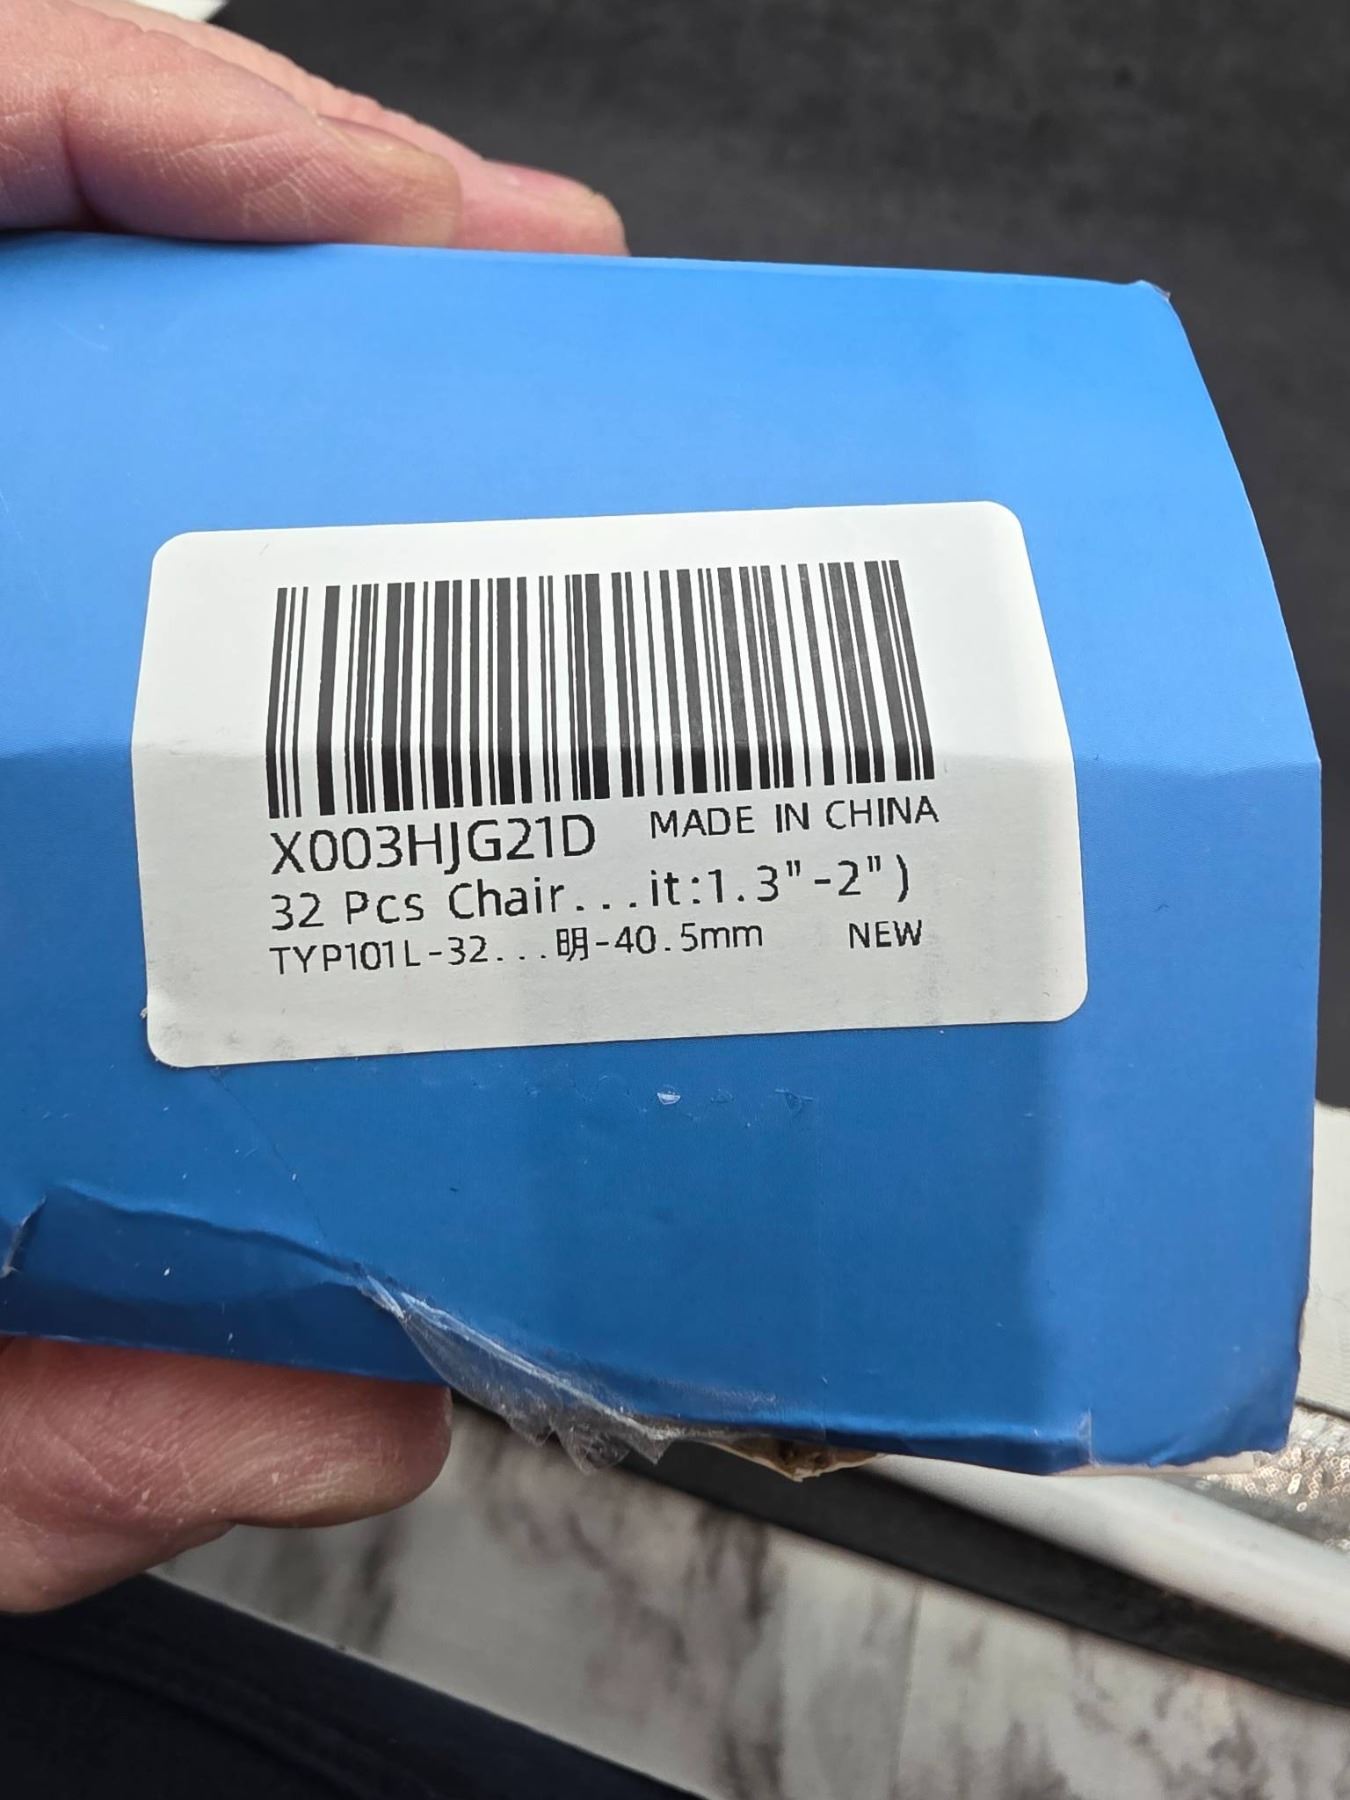 X003HJG21D MADE IN CHINA
32 Pcs Chair...it:1.3"-2")
TYP101L-32...明-40.5mm NEW